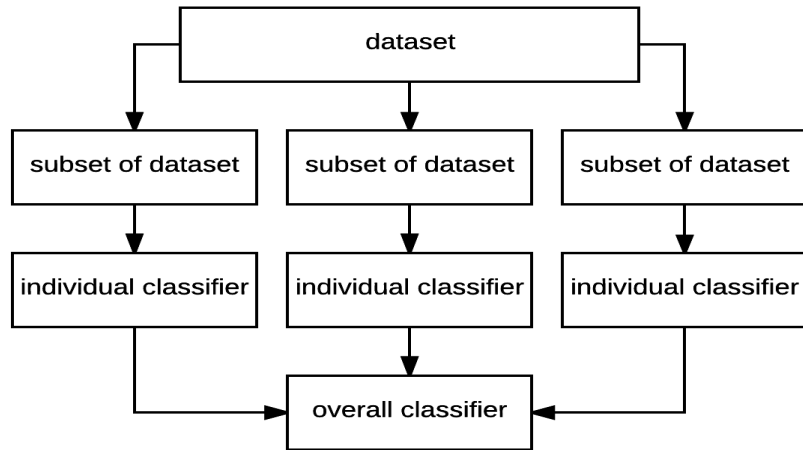 dataset
subset of dataset
subset of dataset
subset of dataset
individual classifier
individual classifier
individual classifier
overall classifier